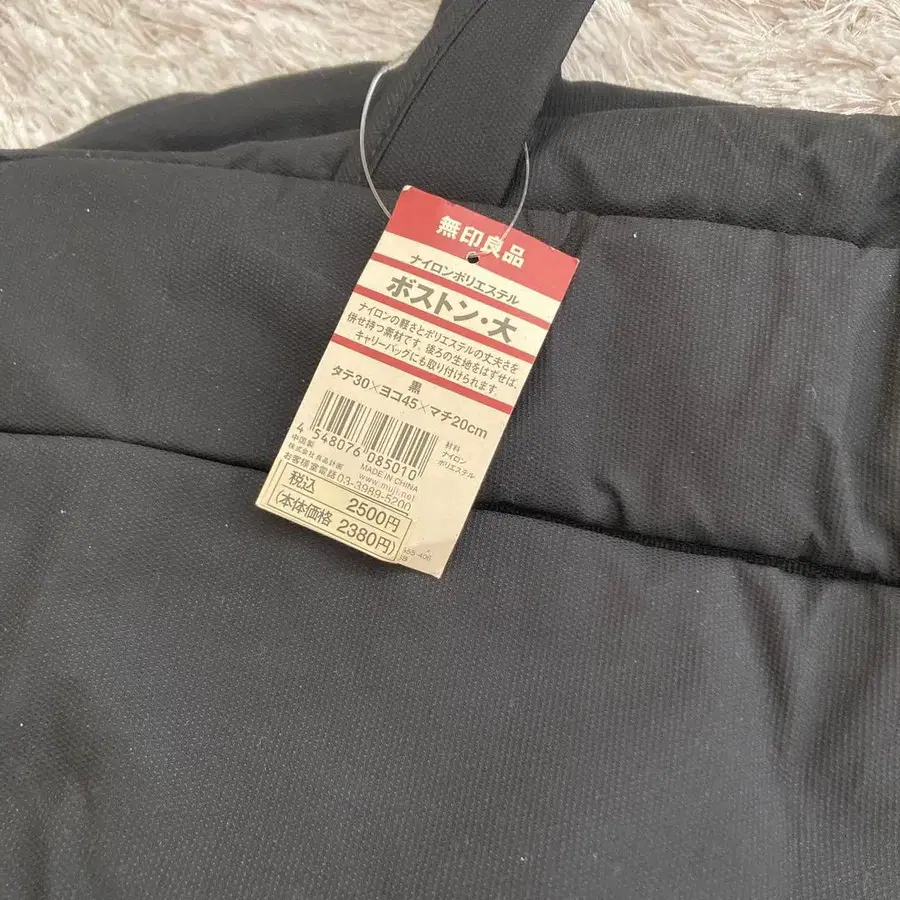 無印良品
ナイロンポリエステル
ボストン・大
ナイロンの軽さとポリエステルの丈夫さを
併せ持つ素材です。後ろの生地をはずせば、
キャリーバッグにも取り付けられます。
黒
タテ30×ヨコ45×マチ20cm
4 548076 085010
材料
ナイロン
ポリエステル
中国製 MADE IN CHINA
株式会社良品計画 www.muji.net
お客様室電話03-3989-5200
税込 2500円
(本体価格 2380円)